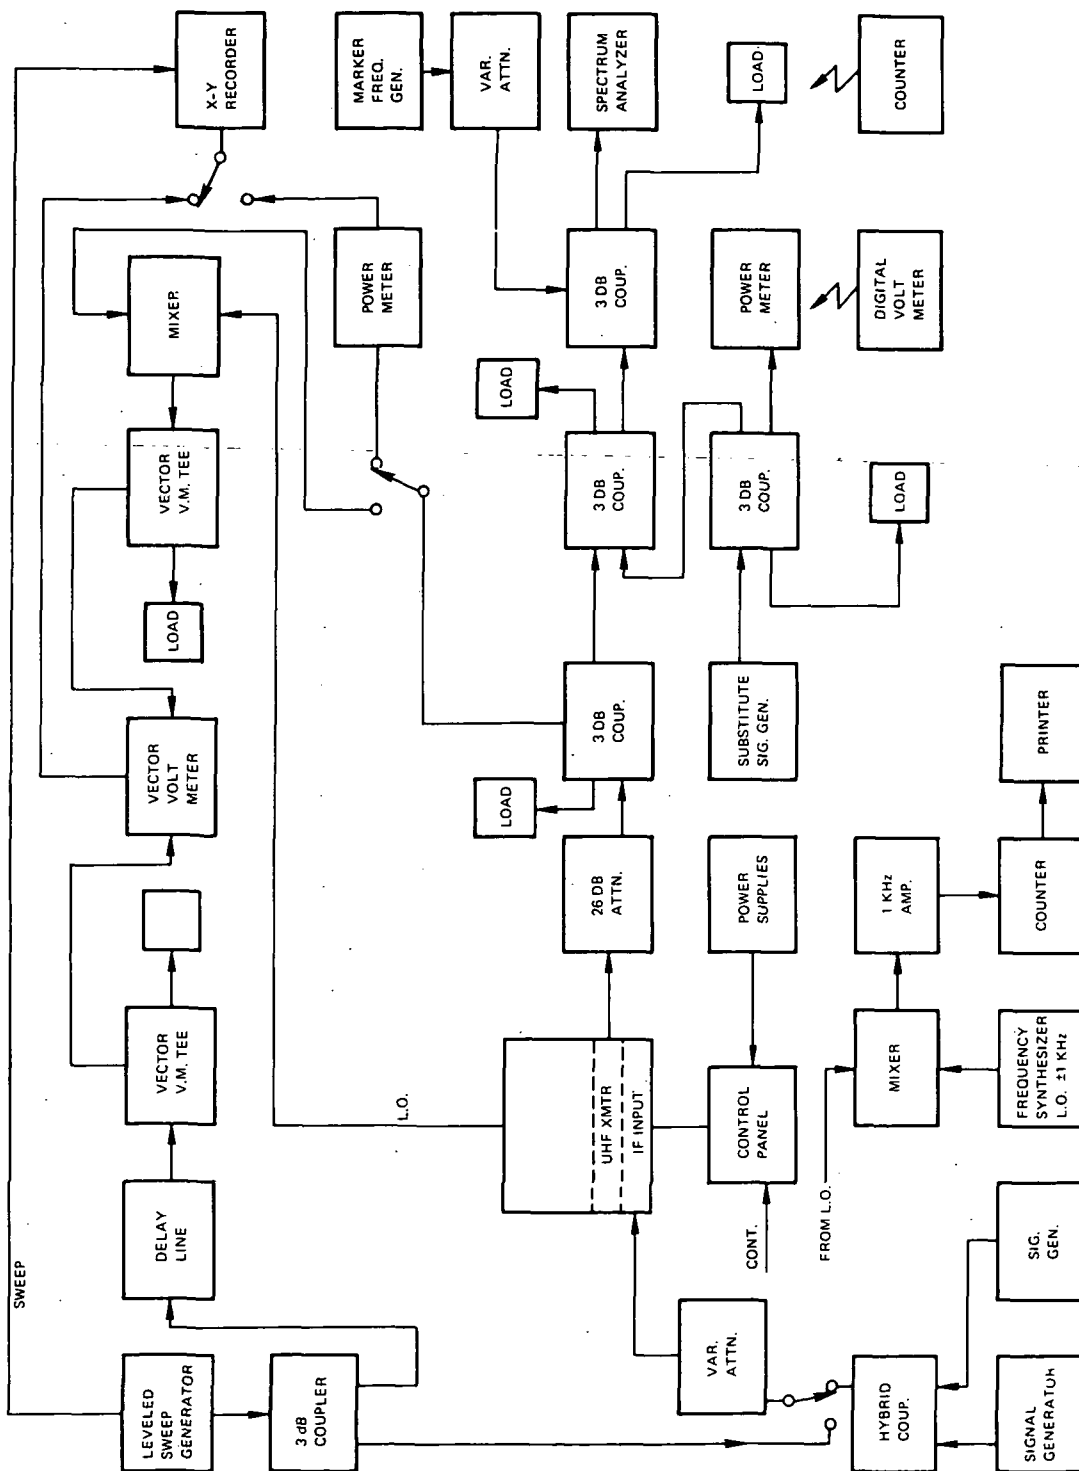 SWEEP
LEVELED
SWEEP
GENERATOR
DELAY
LINE
VECTOR
V.M. TEE
VECTOR
VOLT
METER
LOAD
VECTOR
V.M. TEE
MIXER
X-Y
RECORDER
3 dB
COUPLER
L.O.
POWER
METER
MARKER
FREQ.
GEN.
LOAD
LOAD
VAR.
ATTN.
UHF XMTR
IF INPUT
26 DB
ATTN.
3 DB
COUP.
3 DB
COUP.
3 DB
COUP.
SPECTRUM
ANALYZER
VAR.
ATTN.
CONT.
CONTROL
PANEL
POWER
SUPPLIES
SUBSTITUTE
SIG. GEN.
3 DB
COUP.
POWER
METER
LOAD
FROM L.O.
HYBRID
COUP.
MIXER
1 KHz
AMP.
LOAD
DIGITAL
VOLT
METER
COUNTER
SIGNAL
GENERATOR
SIG.
GEN.
FREQUENCY
SYNTHESIZER
L.O. ±1 KHz
COUNTER
PRINTER